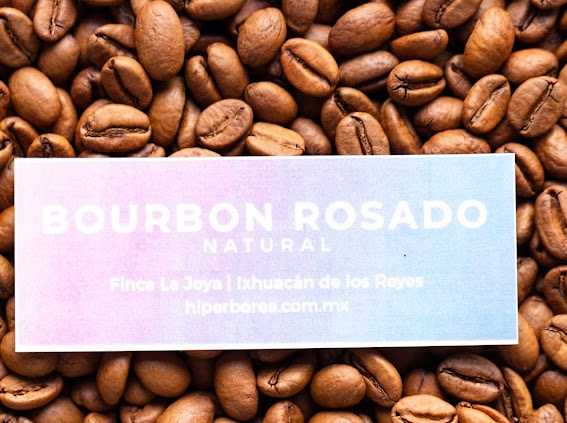 BOURBON ROSADO
NATURAL
Finca La Joya | Ixhuacán de los Reyes
hiperborea.com.mx